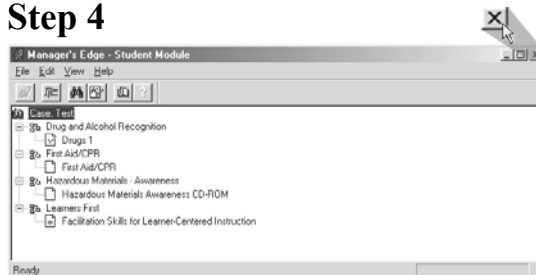 Step 4
Manager's Edge - Student Module
File Edit View Help
Case, Test
Drug and Alcohol Recognition
Drugs 1
First Aid/CPR
First Aid/CPR
Hazardous Materials - Awareness
Hazardous Materials Awareness CD-ROM
Learners First
Facilitation Skills for Learner-Centered Instruction
Ready